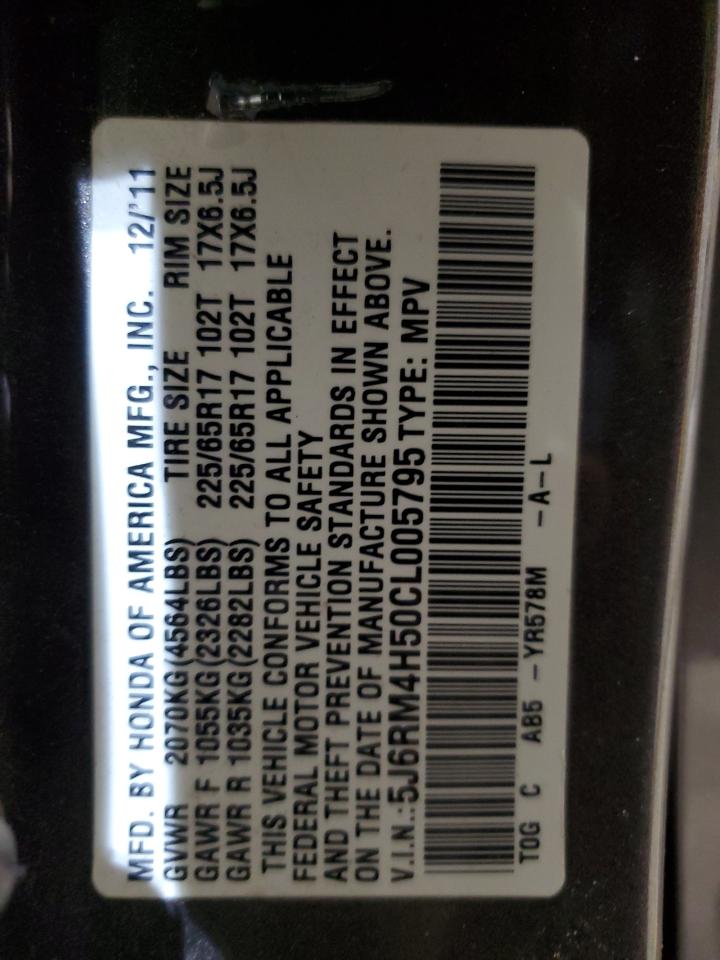 MFD. BY HONDA OF AMERICA MFG., INC. 12/'11
GVWR 2070KG(4564LBS) TIRE SIZE RIM SIZE
GAWR F 1055KG(2326LBS) 225/65R17 102T 17X6.5J
GAWR R 1035KG(2282LBS) 225/65R17 102T 17X6.5J
THIS VEHICLE CONFORMS TO ALL APPLICABLE
FEDERAL MOTOR VEHICLE SAFETY
AND THEFT PREVENTION STANDARDS IN EFFECT
ON THE DATE OF MANUFACTURE SHOWN ABOVE.
V.I.N.:5J6RM4H50CL005795 TYPE: MPV
TOG C AB5 -YR578M -A-L